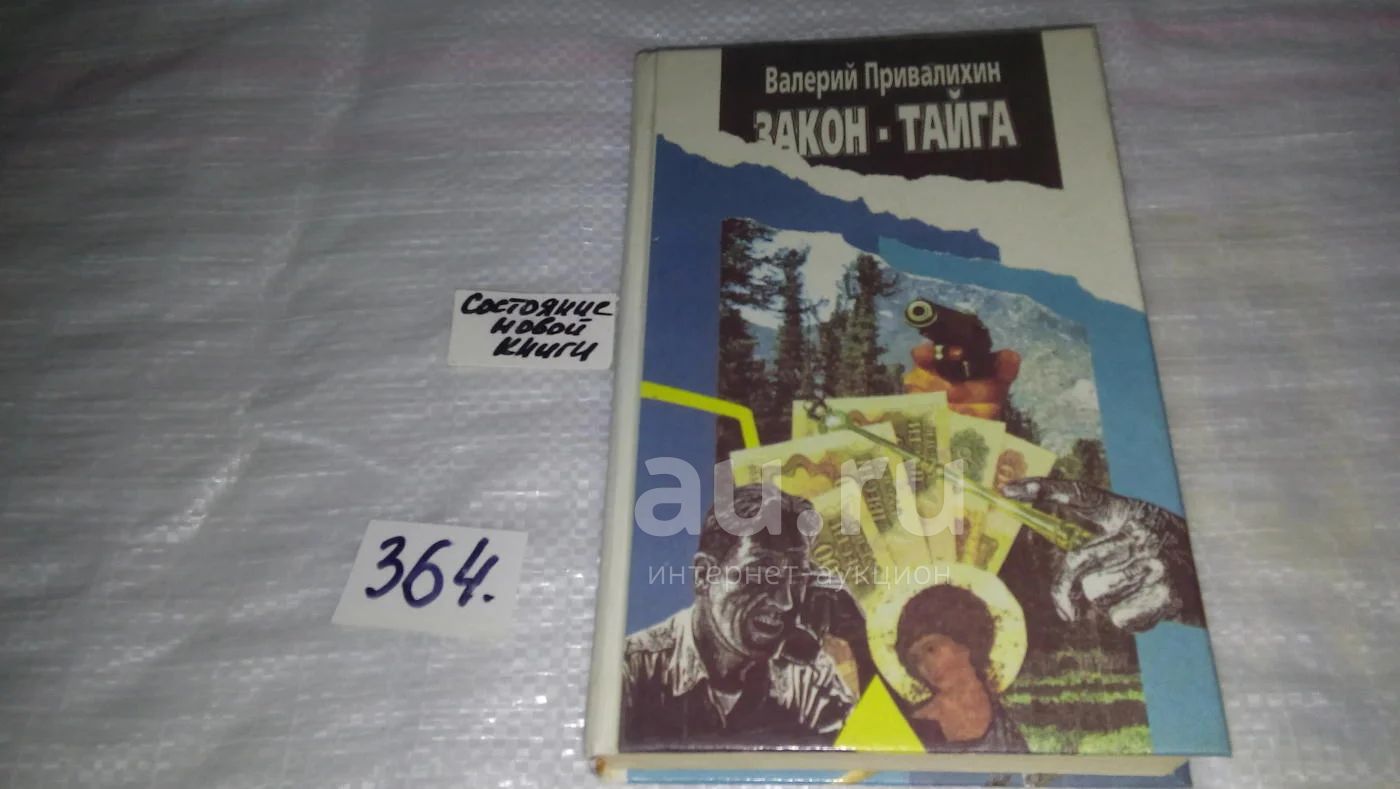 Валерий Привалихин
ЗАКОН - ТАЙГА
Состояние
новой
книги
364.
au.ru
интернет-аукцион